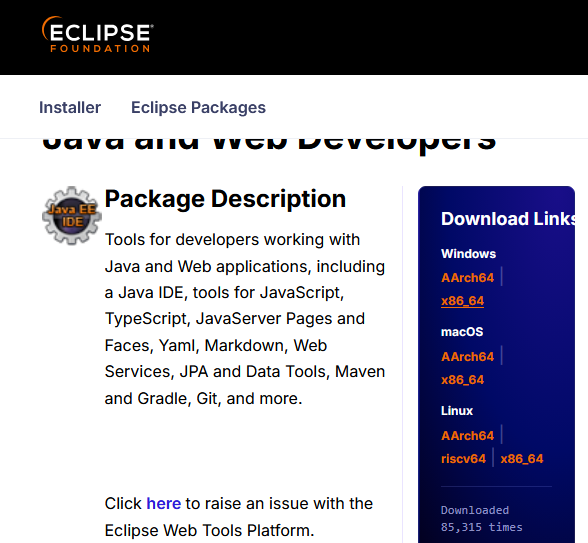 ECLIPSE
FOUNDATION
Installer
Eclipse Packages
Java and Web Developers
Java EE
IDE
Package Description
Tools for developers working with
Java and Web applications, including
a Java IDE, tools for JavaScript,
TypeScript, JavaServer Pages and
Faces, Yaml, Markdown, Web
Services, JPA and Data Tools, Maven
and Gradle, Git, and more.
Click here to raise an issue with the
Eclipse Web Tools Platform.
Download Links
Windows
AArch64 |
x86_64
macOS
AArch64 |
x86_64
Linux
AArch64 |
riscv64 | x86_64
Downloaded
85,315 times